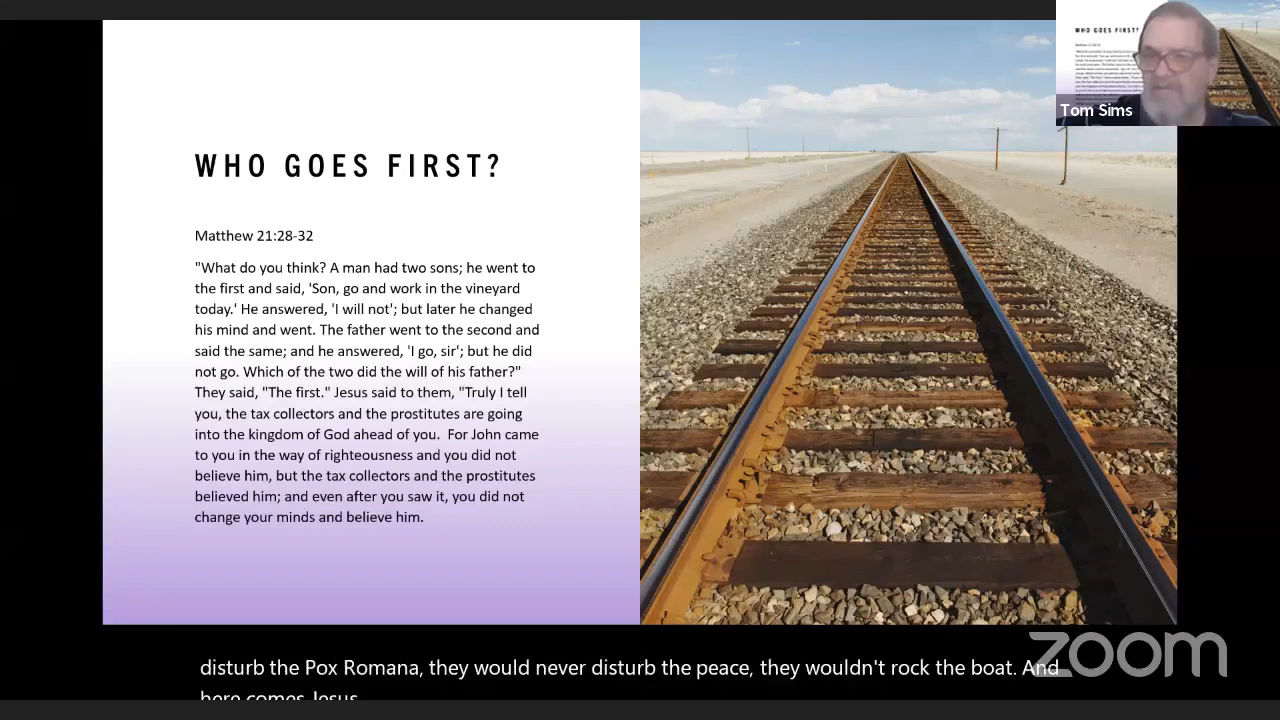 WHO GOES FIRST?
Matthew 21:28-32
"What do you think? A man had two sons; he went to
the first and said, 'Son, go and work in the vineyard
today.' He answered, 'I will not'; but later he changed
his mind and went. The father went to the second and
said the same; and he answered, 'I go, sir'; but he did
not go. Which of the two did the will of his father?"
They said, "The first." Jesus said to them, "Truly I tell
you, the tax collectors and the prostitutes are going
into the kingdom of God ahead of you.  For John came
to you in the way of righteousness and you did not
believe him, but the tax collectors and the prostitutes
believed him; and even after you saw it, you did not
change your minds and believe him.
WHO GOES FIRST?
Tom Sims
zoom
disturb the Pox Romana, they would never disturb the peace, they wouldn't rock the boat. And
here comes Jesus